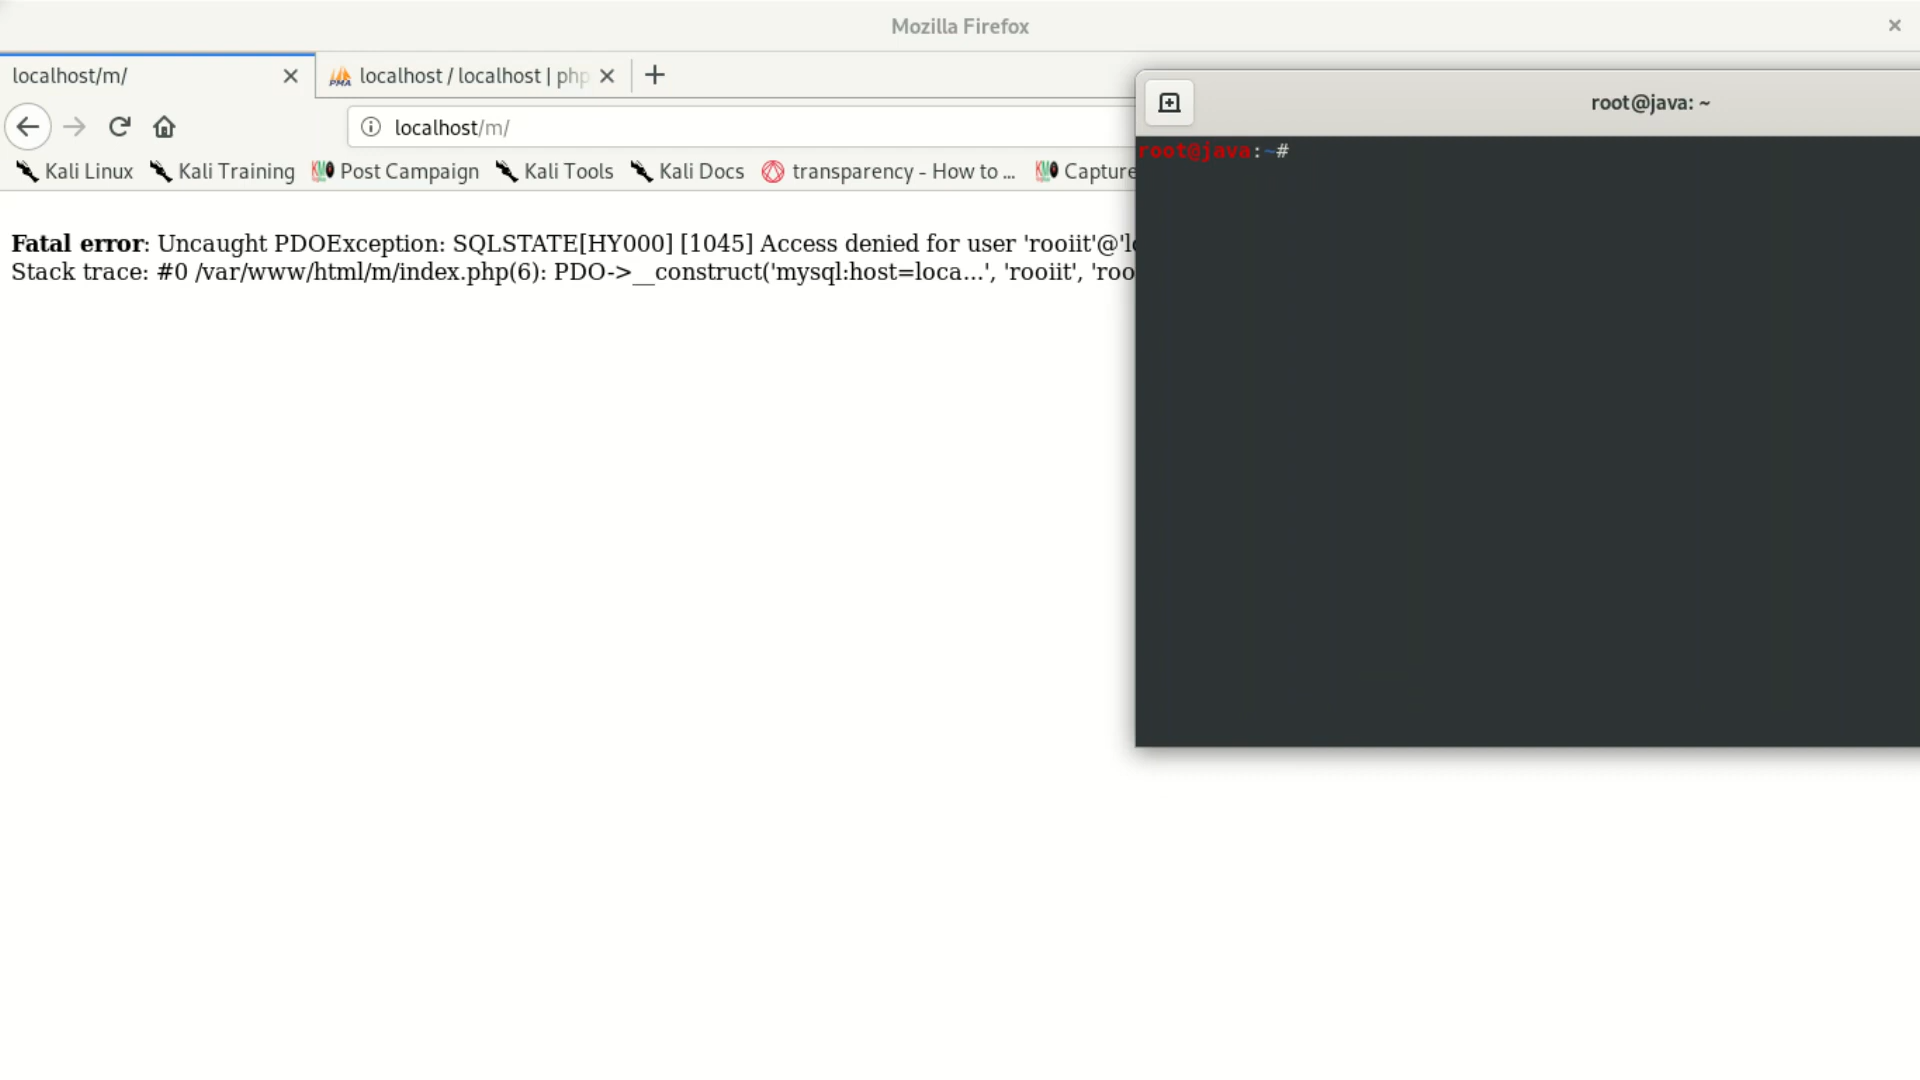 Mozilla Firefox
localhost/m/
localhost / localhost | php
localhost/m/
Kali Linux Kali Training Post Campaign Kali Tools Kali Docs transparency - How to ... Capture
Fatal error: Uncaught PDOException: SQLSTATE[HY000] [1045] Access denied for user 'rooiit'@'lo
Stack trace: #0 /var/www/html/m/index.php(6): PDO->__construct('mysql:host=loca...', 'rooiit', 'roo
root@java: ~
root@java:~#